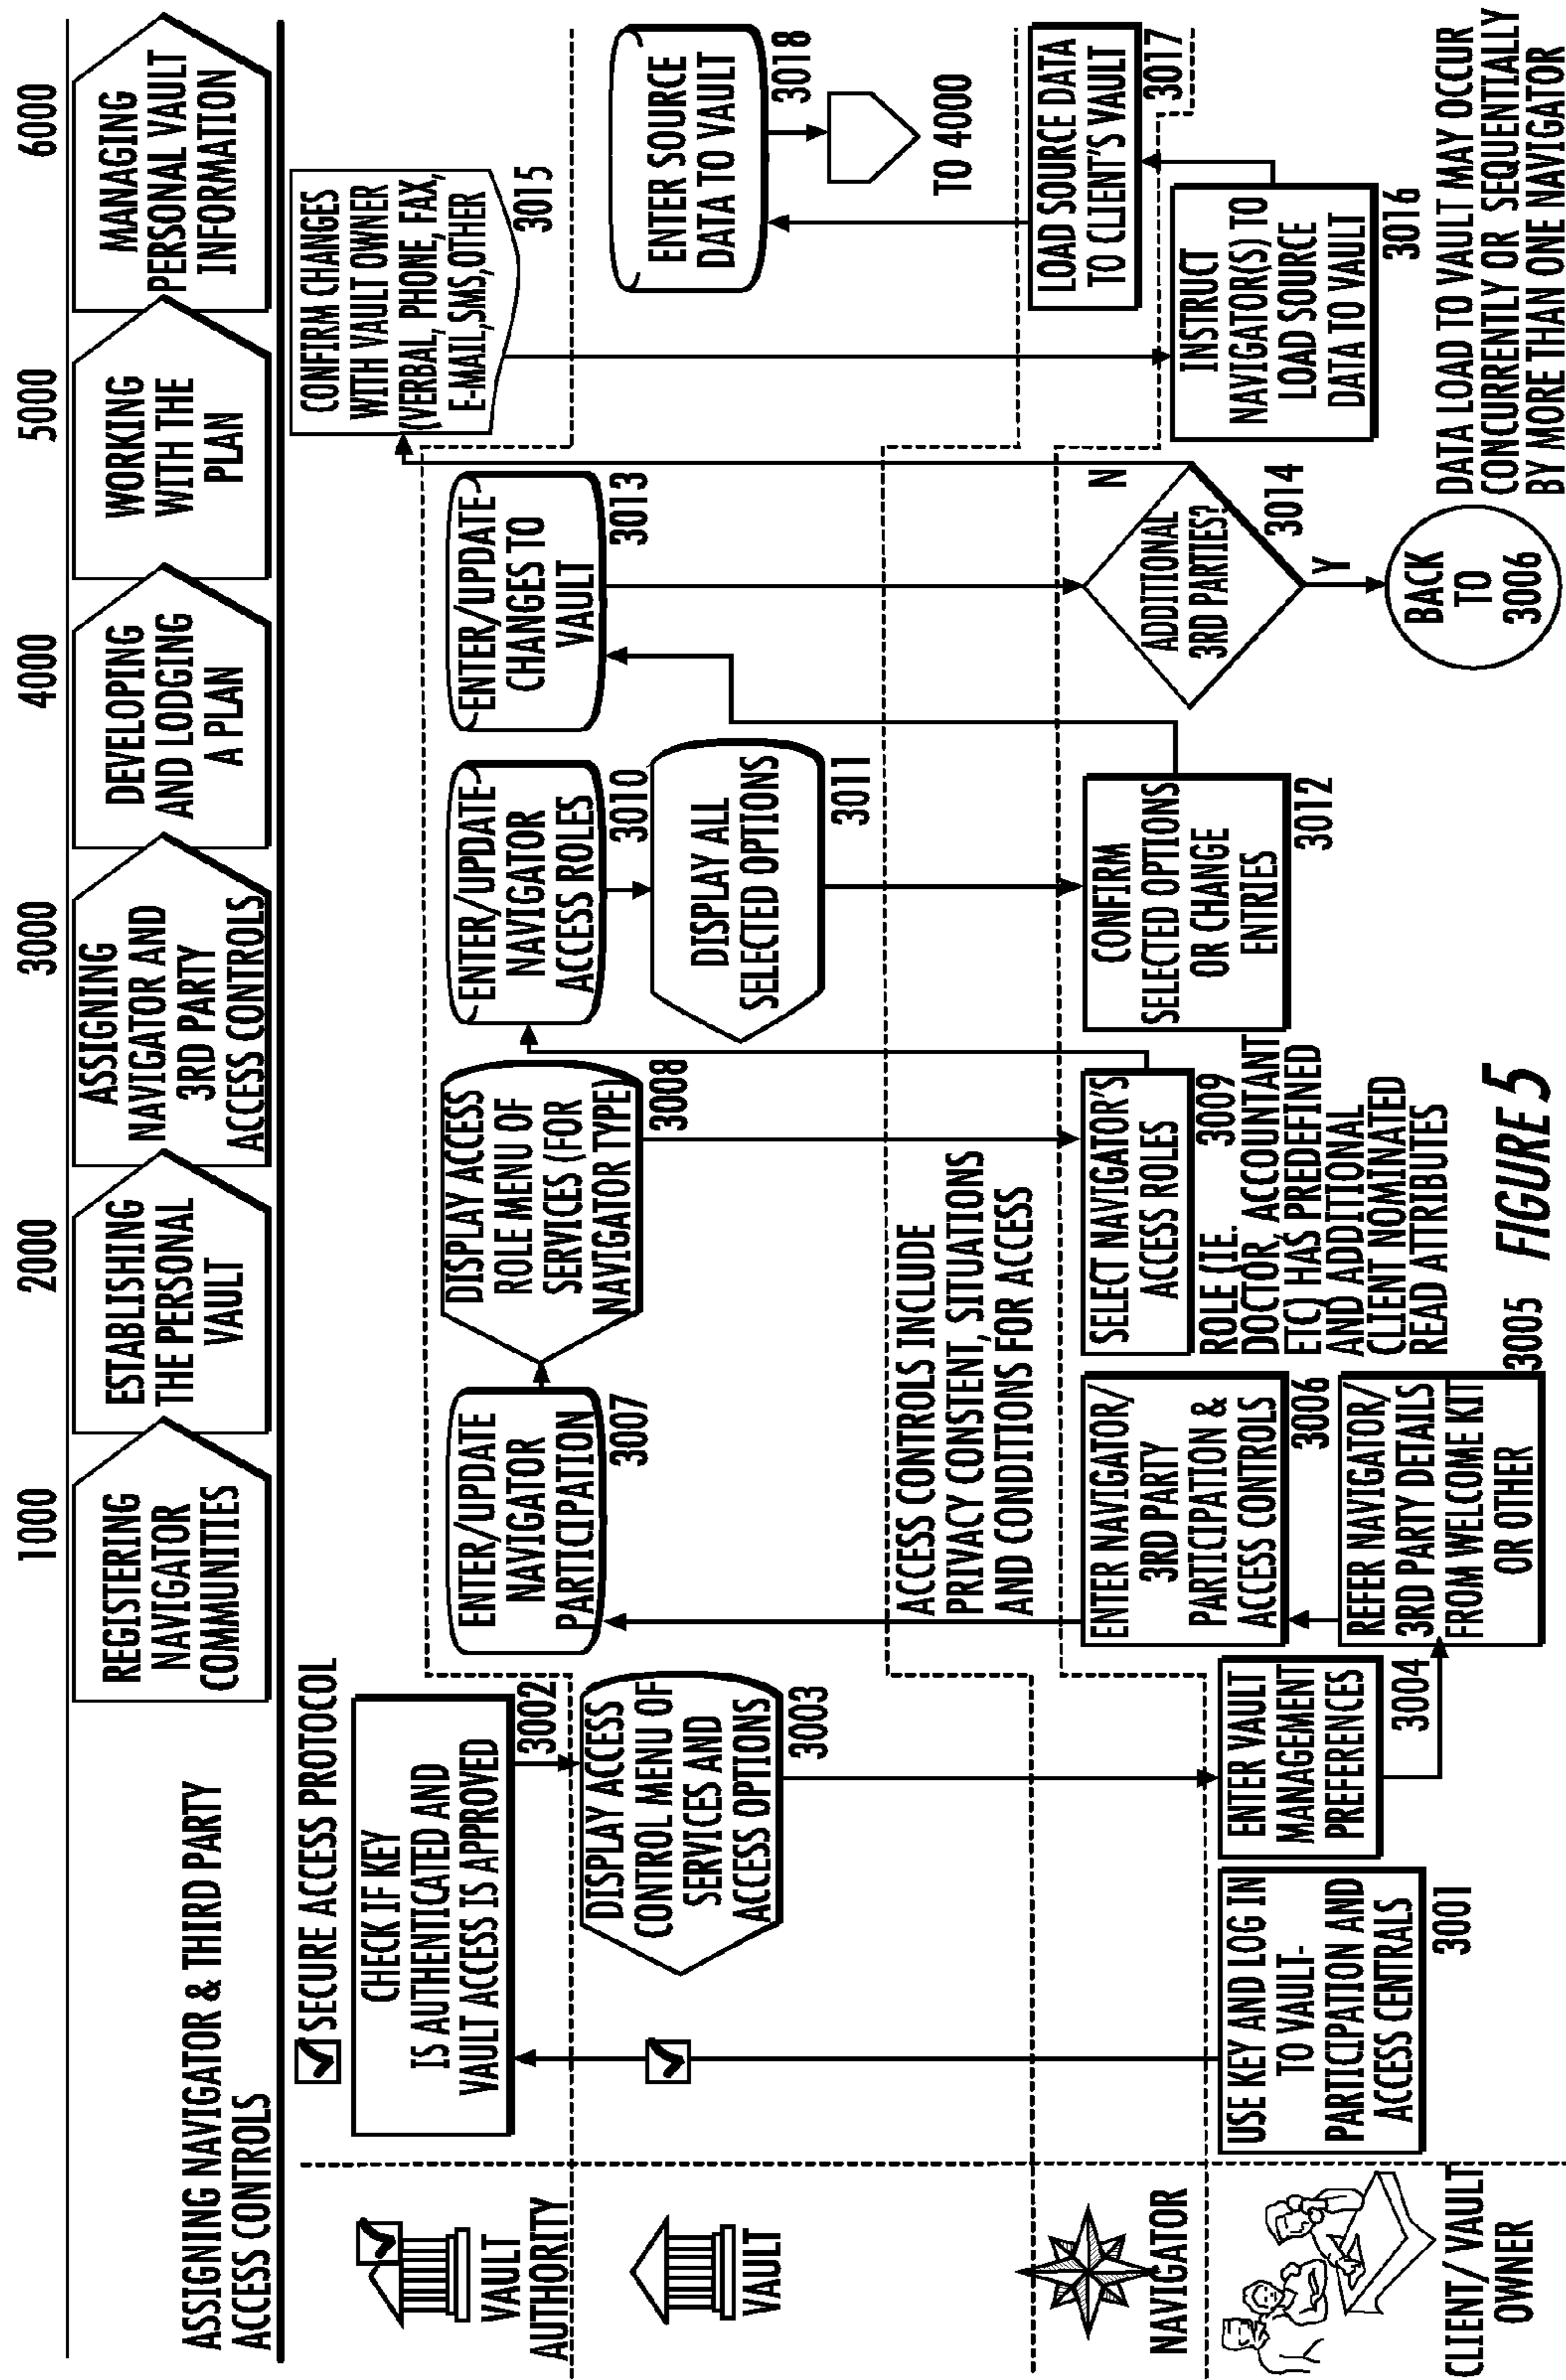 ASSIGNING NAVIGATOR & THIRD PARTY
ACCESS CONTROLS
1000
REGISTERING
NAVIGATOR
COMMUNITIES
2000
ESTABLISHING
THE PERSONAL
VAULT
3000
ASSIGNING
NAVIGATOR AND
3RD PARTY
ACCESS CONTROLS
4000
DEVELOPING
AND LODGING
A PLAN
5000
WORKING
WITH THE
PLAN
6000
MANAGING
PERSONAL VAULT
INFORMATION
VAULT
AUTHORITY
SECURE ACCESS PROTOCOL
CHECK IF KEY
IS AUTHENTICATED AND
VAULT ACCESS IS APPROVED
3002
CONFIRM CHANGES
WITH VAULT OWNER
(VERBAL, PHONE, FAX,
E-MAIL,SMS,OTHER
3015
VAULT
DISPLAY ACCESS
CONTROL MENU OF
SERVICES AND
ACCESS OPTIONS
3003
ENTER/UPDATE
NAVIGATOR
PARTICIPATION
3007
DISPLAY ACCESS
ROLE MENU OF
SERVICES (FOR
NAVIGATOR TYPE)
3008
ENTER/UPDATE
NAVIGATOR
ACCESS ROLES
3010
DISPLAY ALL
SELECTED OPTIONS
3011
ENTER/UPDATE
CHANGES TO
VAULT
3013
ENTER SOURCE
DATA TO VAULT
3018
TO 4000
NAVIGATOR
ACCESS CONTROLS INCLUDE
PRIVACY CONSTENT, SITUATIONS
AND CONDITIONS FOR ACCESS
LOAD SOURCE DATA
TO CLIENT'S VAULT
3017
CLIENT/VAULT
OWNER
USE KEY AND LOG IN
TO VAULT-
PARTICIPATION AND
ACCESS CENTRALS
3001
ENTER VAULT
MANAGEMENT
PREFERENCES
3004
REFER NAVIGATOR/
3RD PARTY DETAILS
FROM WELCOME KIT
OR OTHER
3005
ENTER NAVIGATOR/
3RD PARTY
PARTICIPATION &
ACCESS CONTROLS
3006
SELECT NAVIGATOR'S
ACCESS ROLES
3009
ROLE (IE.
DOCTOR, ACCOUNTANT
ETC) HAS PREDEFINED
AND ADDITIONAL
CLIENT NOMINATED
READ ATTRIBUTES
CONFIRM
SELECTED OPTIONS
OR CHANGE
ENTRIES
3012
ADDITIONAL
3RD PARTIES?
3014
N
Y
BACK
TO
3006
INSTRUCT
NAVIGATOR(S) TO
LOAD SOURCE
DATA TO VAULT
3016
DATA LOAD TO VAULT MAY OCCUR
CONCURRENTLY OR SEQUENTIALLY
BY MORE THAN ONE NAVIGATOR
FIGURE 5